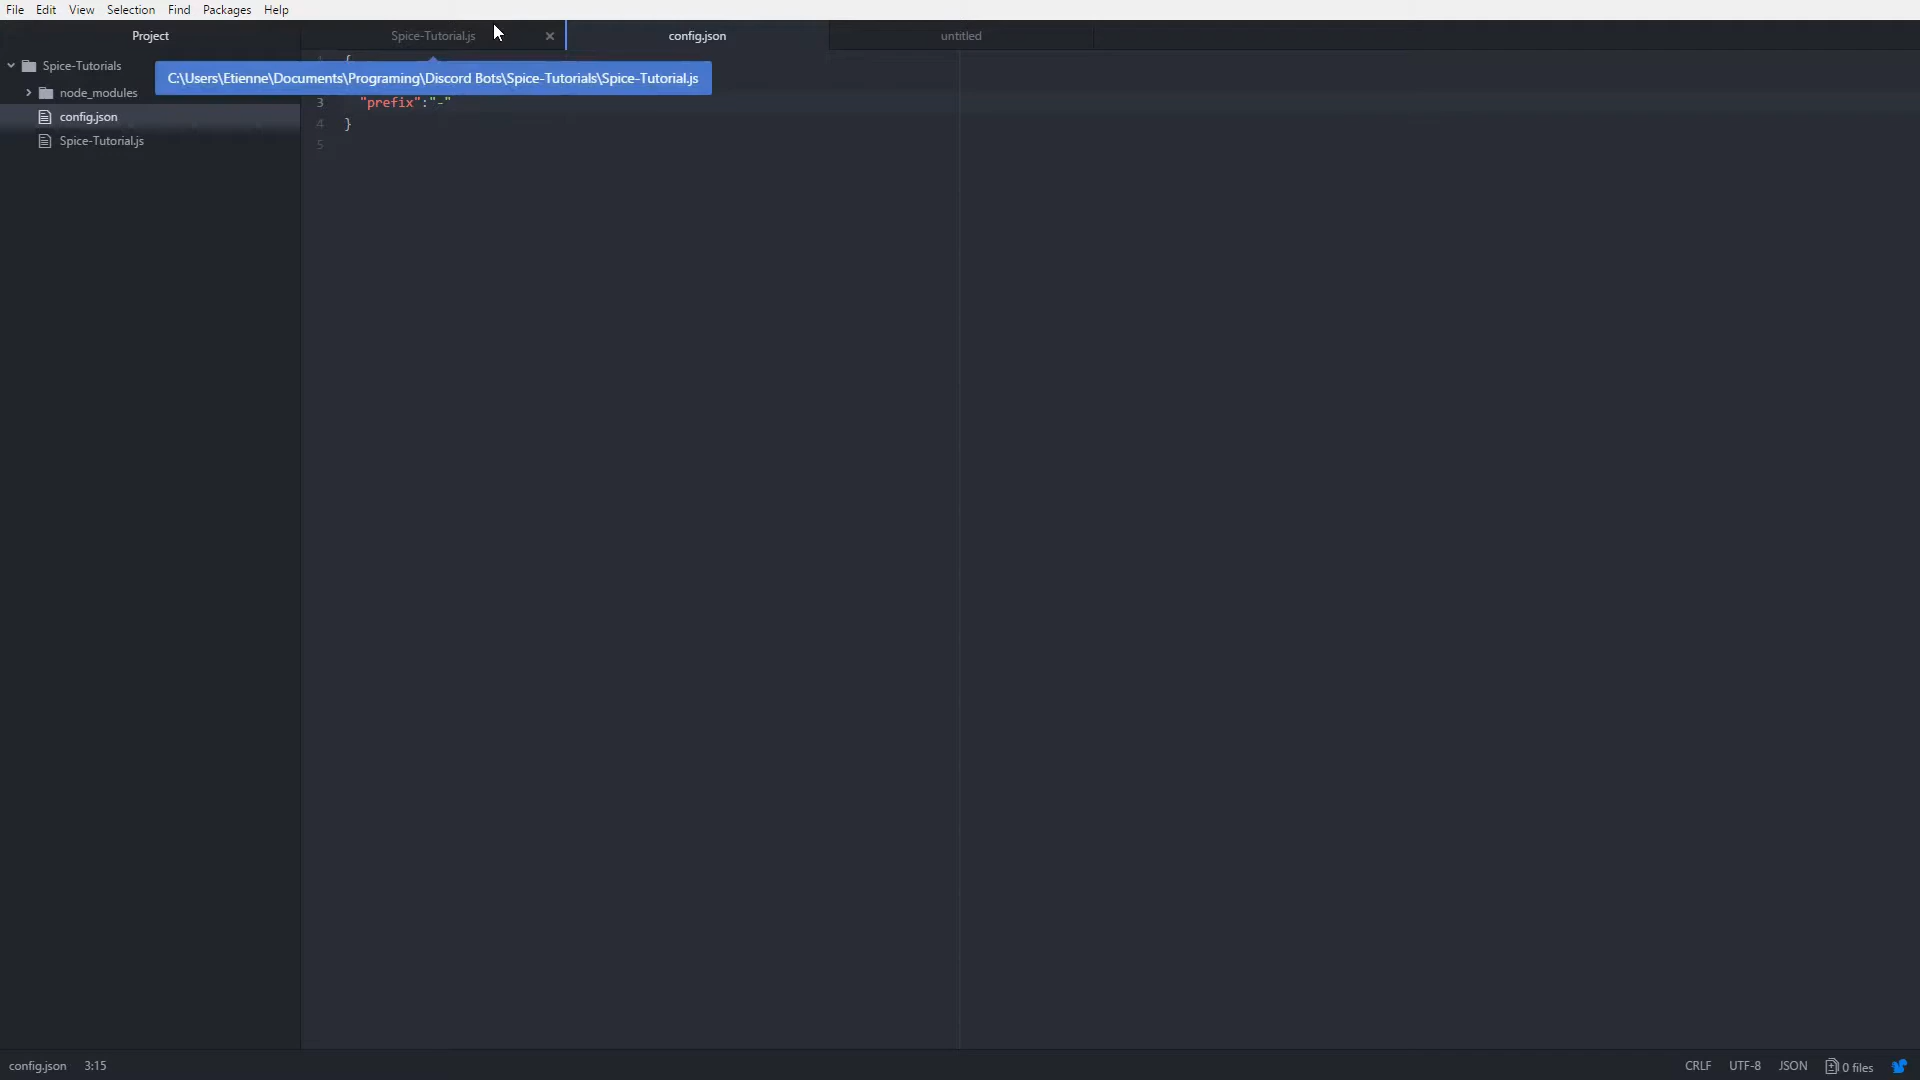 File Edit View Selection Find Packages Help
Project Spice-Tutorial.js config.json untitled
Spice-Tutorials
C:\Users\Etienne\Documents\Programing\Discord Bots\Spice-Tutorials\Spice-Tutorial.js
node_modules
config.json
Spice-Tutorial.js
{
3 "prefix":"-"
4 }
5
config.json 3:15 CRLF UTF-8 JSON 0 files